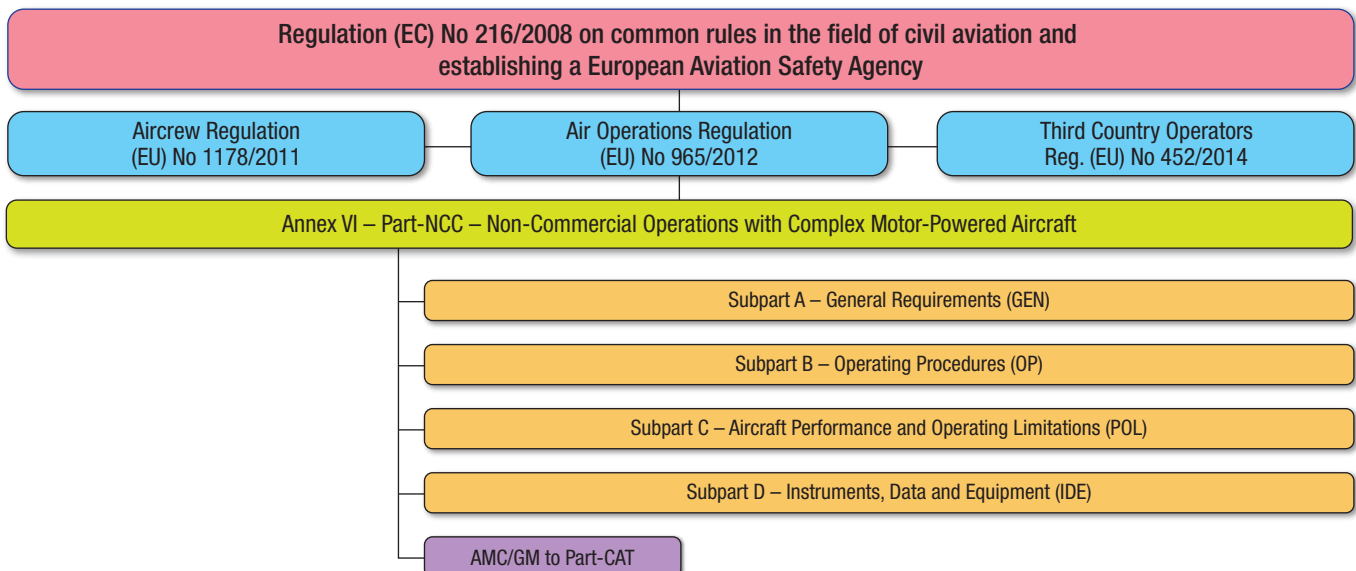 Regulation (EC) No 216/2008 on common rules in the field of civil aviation and
establishing a European Aviation Safety Agency
Aircrew Regulation
(EU) No 1178/2011
Air Operations Regulation
(EU) No 965/2012
Third Country Operators
Reg. (EU) No 452/2014
Annex VI – Part-NCC – Non-Commercial Operations with Complex Motor-Powered Aircraft
Subpart A – General Requirements (GEN)
Subpart B – Operating Procedures (OP)
Subpart C – Aircraft Performance and Operating Limitations (POL)
Subpart D – Instruments, Data and Equipment (IDE)
AMC/GM to Part-CAT